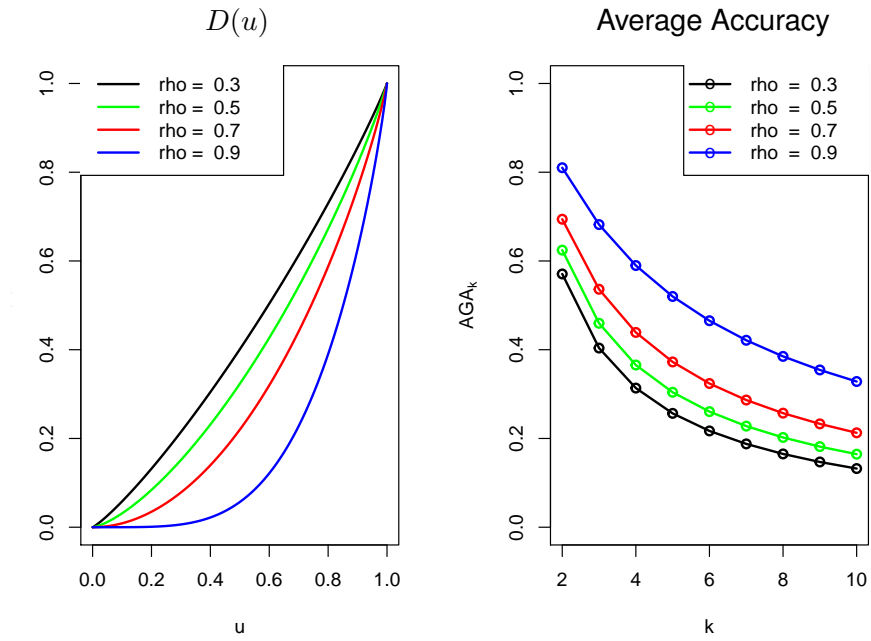 D(u)
rho = 0.3
rho = 0.5
rho = 0.7
rho = 0.9
1.0
0.8
0.6
0.4
0.2
0.0
0.0 0.2 0.4 0.6 0.8 1.0
u
Average Accuracy
rho = 0.3
rho = 0.5
rho = 0.7
rho = 0.9
AGAk
1.0
0.8
0.6
0.4
0.2
0.0
2 4 6 8 10
k